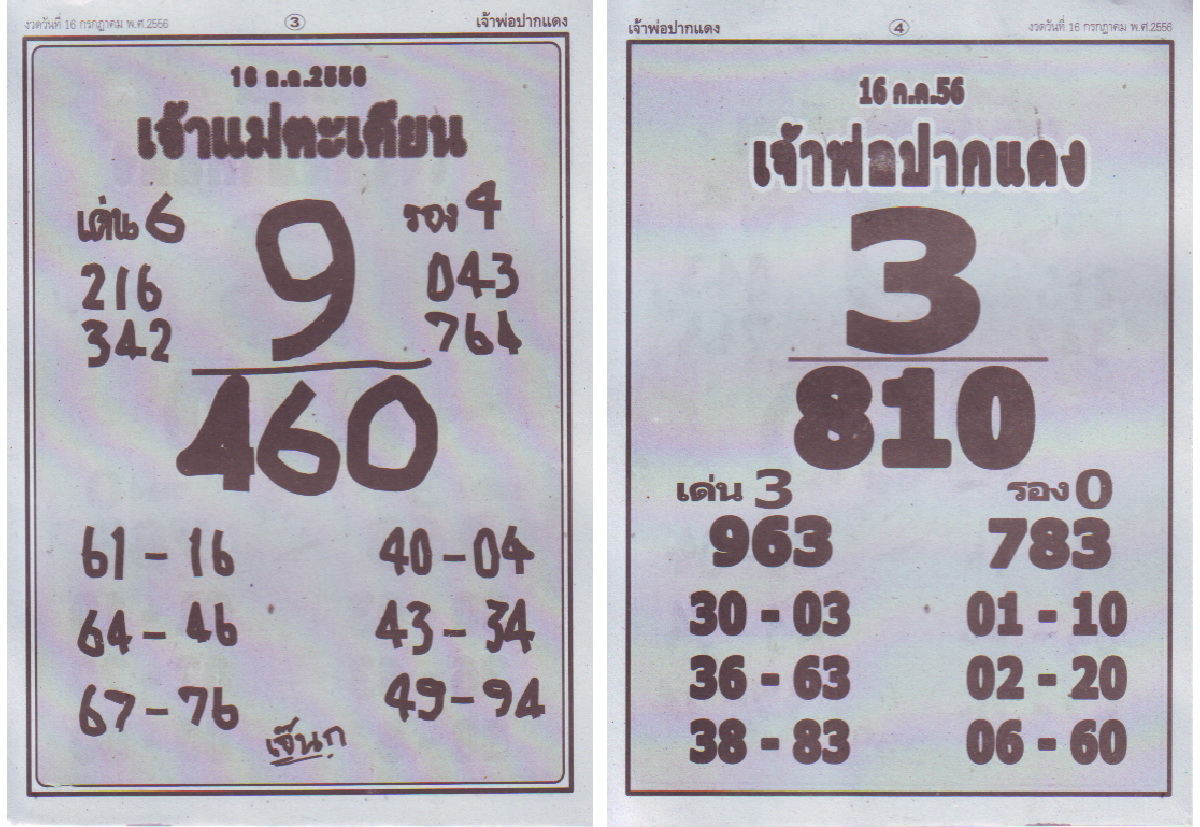 งวดวันที่ 16 กรกฎาคม พ.ศ.2556 3 เจ้าพ่อปากแดง
16 ก.ค.2556
เจ้าแม่ตะเคียน
เด่น 6 9 รอง 4
216 043
342 764
460
61 - 16 40 - 04
64 - 46 43 - 34
67 - 76 49 - 94
เจ๊นก
เจ้าพ่อปากแดง 4 งวดวันที่ 16 กรกฎาคม พ.ศ.2556
16 ก.ค.56
เจ้าพ่อปากแดง
3
810
เด่น 3 รอง 0
963 783
30 - 03 01 - 10
36 - 63 02 - 20
38 - 83 06 - 60